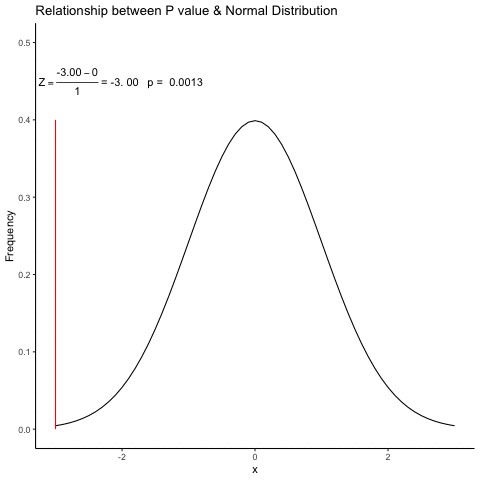 Relationship between P value & Normal Distribution
0.5
-3.00 − 0
Z = = -3. 00 p = 0.0013
1
0.4
0.3
Frequency
0.2
0.1
0.0
-2 0 2
x